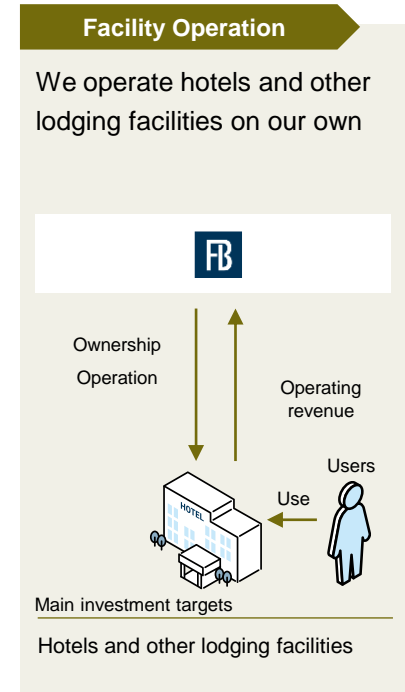 Facility Operation
We operate hotels and other
lodging facilities on our own
FB
Ownership
Operation
Operating
revenue
Users
Use
HOTEL
Main investment targets
Hotels and other lodging facilities